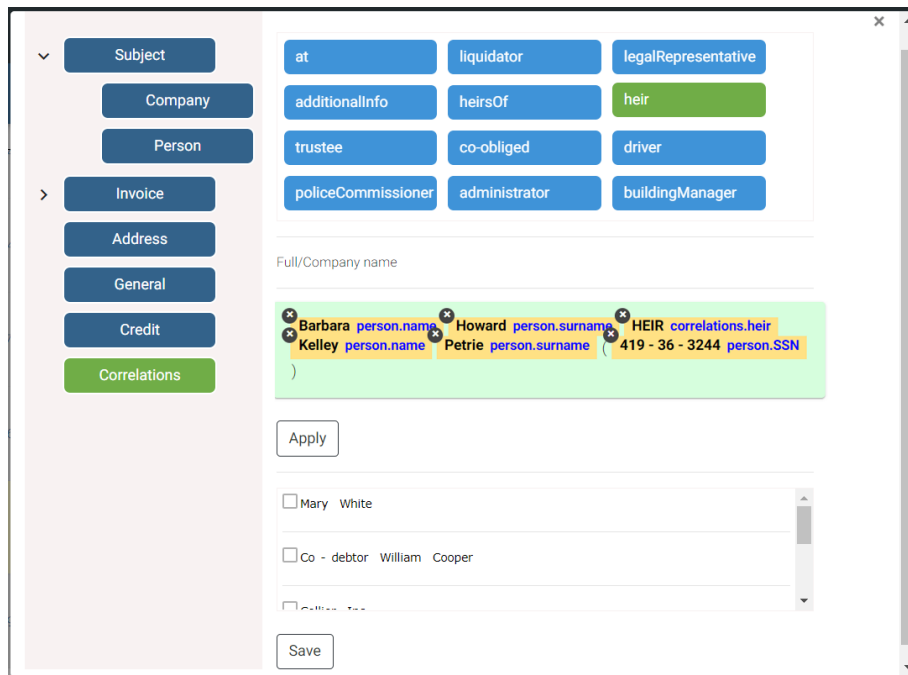 ×
Subject
Company
Person
Invoice
Address
General
Credit
Correlations
at liquidator legalRepresentative
additionalInfo heirsOf heir
trustee co-obliged driver
policeCommissioner administrator buildingManager
Full/Company name
Barbara person.name Howard person.surname HEIR correlations.heir
Kelley person.name Petrie person.surname ( 419 - 36 - 3244 person.SSN
)
Apply
Mary White
Co - debtor William Cooper
Save